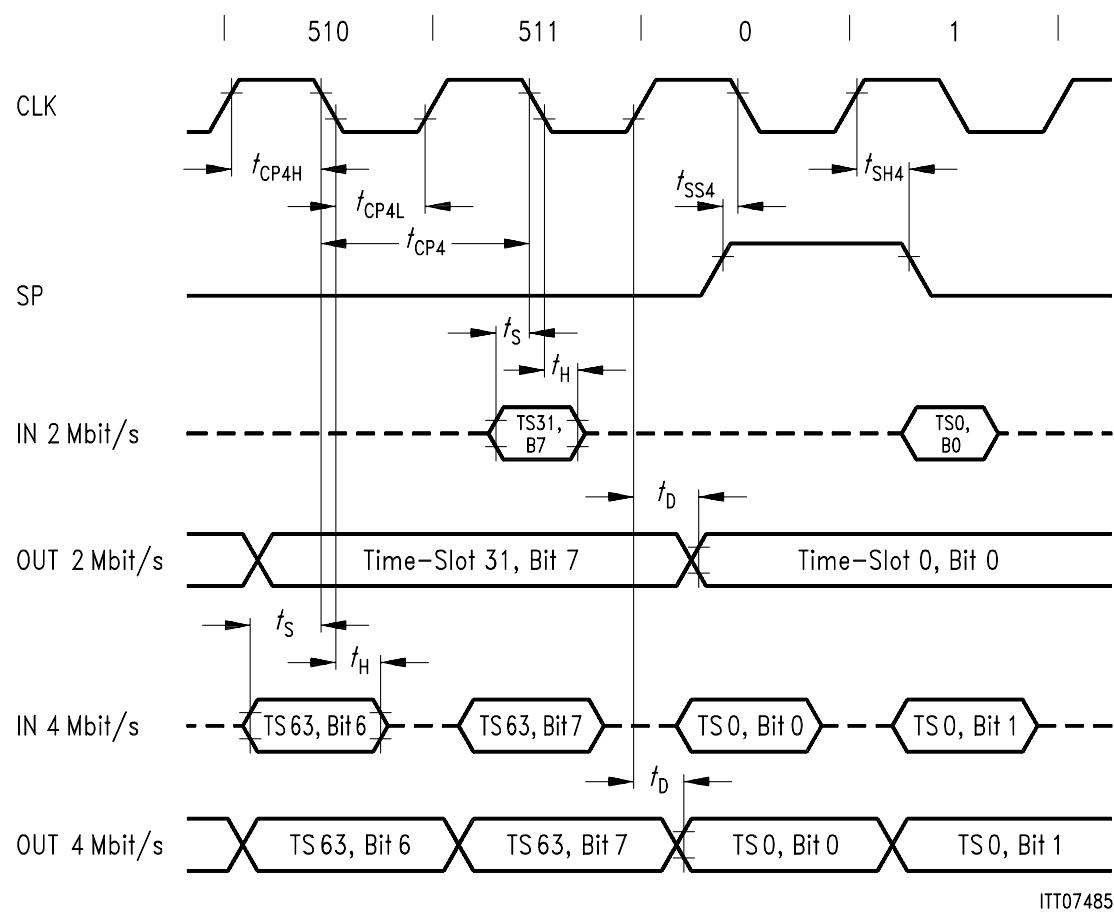 510 511 0 1
CLK
tCP4H
tSH4
tSS4
tCP4L
tCP4
SP
tS
tH
IN 2 Mbit/s
TS31, B7
TS0, B0
tD
OUT 2 Mbit/s
Time-Slot 31, Bit 7
Time-Slot 0, Bit 0
tS
tH
IN 4 Mbit/s
TS 63, Bit 6
TS 63, Bit 7
TS 0, Bit 0
TS 0, Bit 1
tD
OUT 4 Mbit/s
TS 63, Bit 6
TS 63, Bit 7
TS 0, Bit 0
TS 0, Bit 1
ITT07485